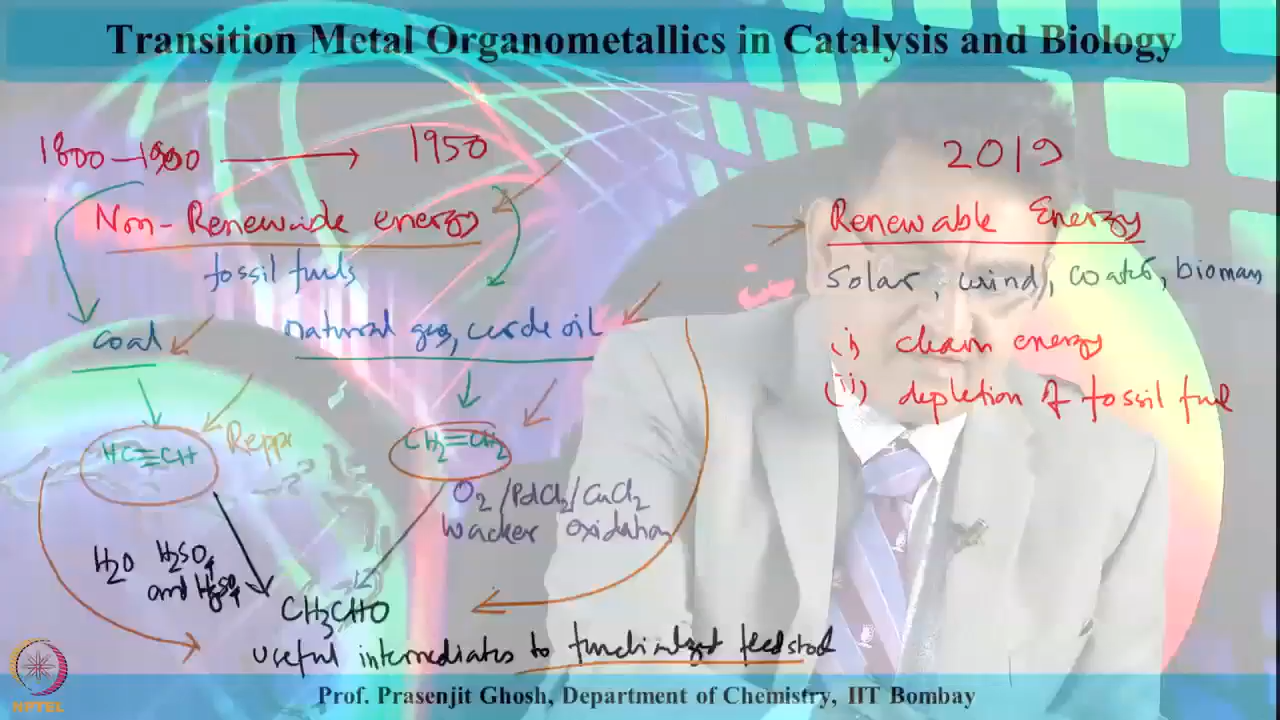 Transition Metal Organometallics in Catalysis and Biology
1800-1900 → 1950 2019
Non-Renewable energy Renewable Energy
fossil fuels solar, wind, water, biomass
coal natural gas, crude oil
(i) clean energy
(ii) depletion of fossil fuel
HC≡CH Reppe CH2=CH2
O2/PdCl2/CuCl2
Wacker oxidation
H2O H2SO4
and HgSO4
CH3CHO
useful intermediates to functionalized feedstock
Prof. Prasenjit Ghosh, Department of Chemistry, IIT Bombay
NPTEL